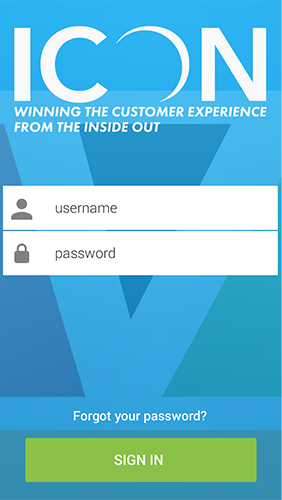 ICON
WINNING THE CUSTOMER EXPERIENCE
FROM THE INSIDE OUT
username
password
Forgot your password?
SIGN IN